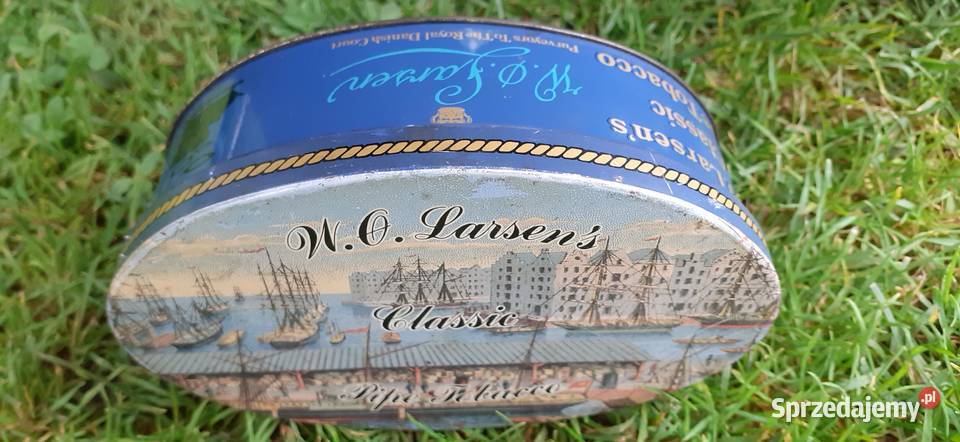 Purveyors To The Royal Danish Court
W.Ø.Larsen
Larsen's
Classic
Tobacco
W.Ø. Larsen's
Classic
Pipe Tobacco
Sprzedajemy.pl